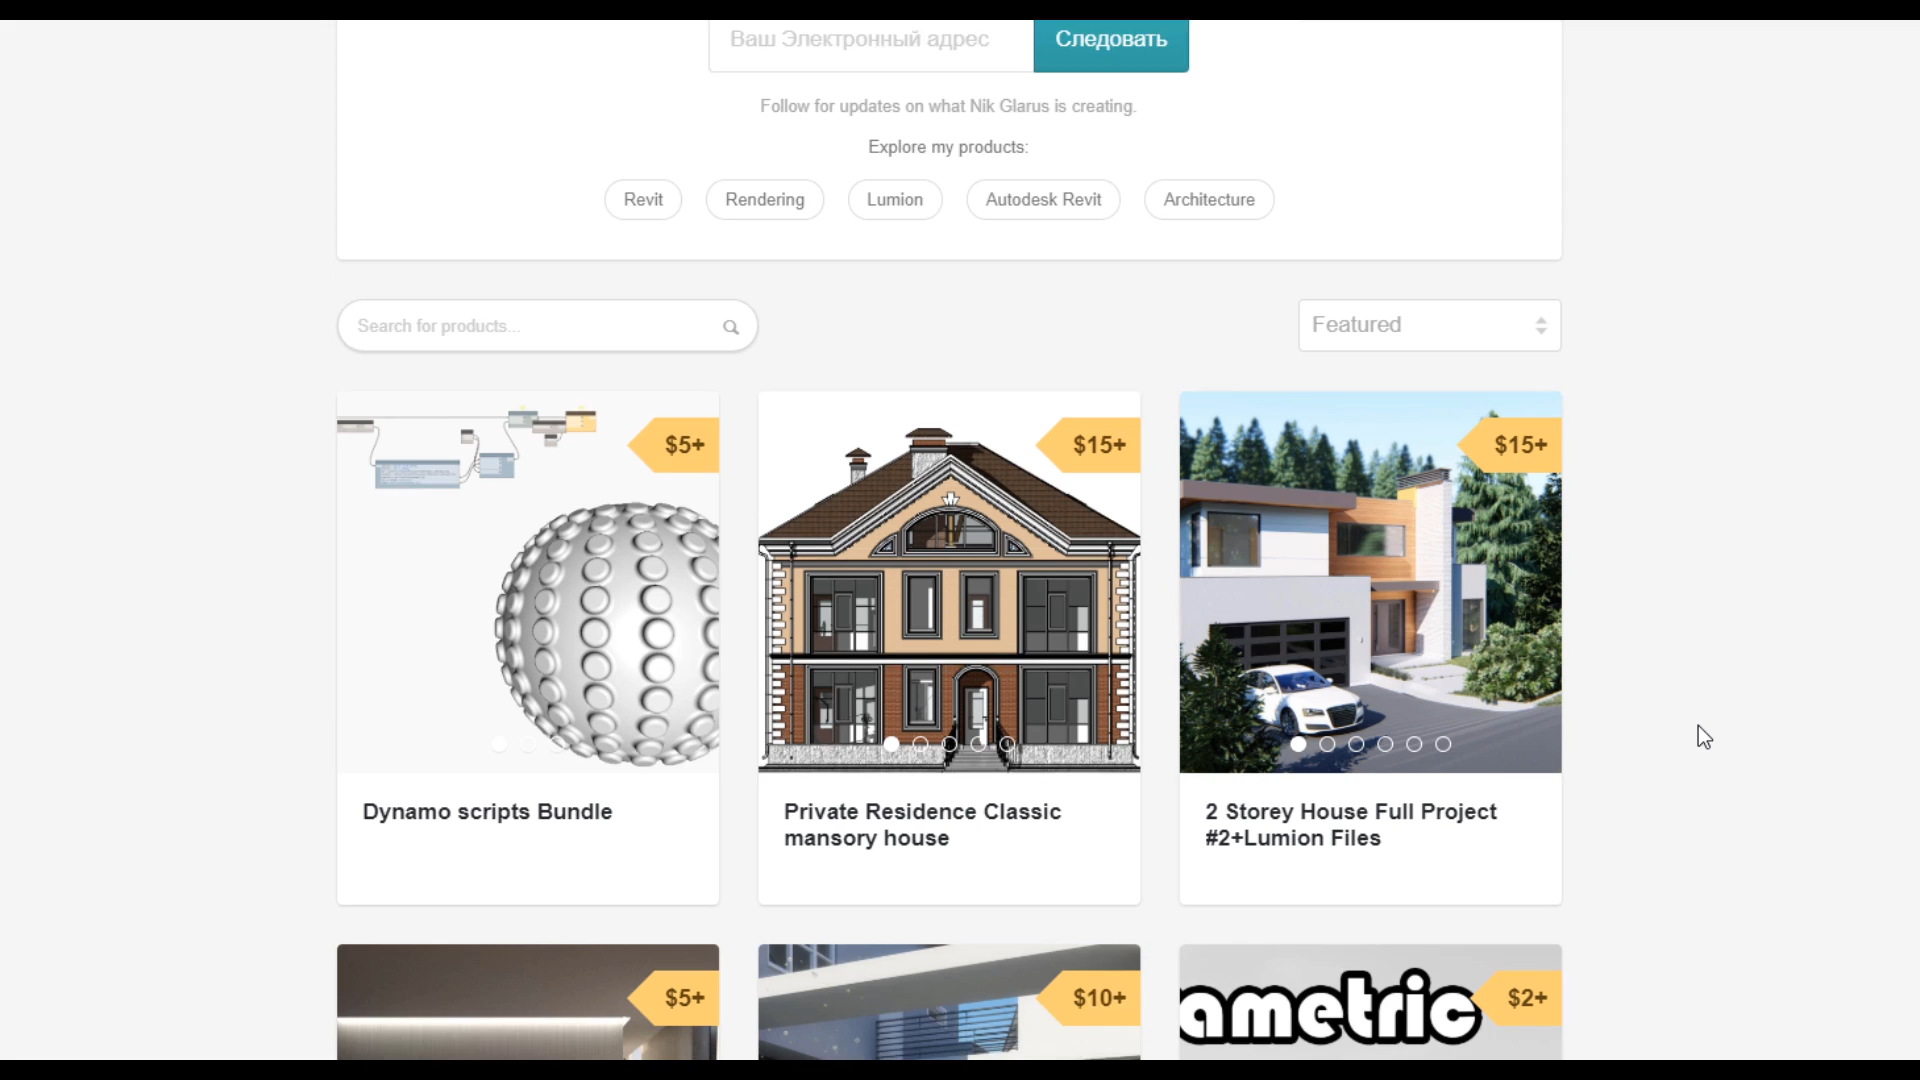 Ваш Электронный адрес
Следовать
Follow for updates on what Nik Glarus is creating.
Explore my products:
Revit
Rendering
Lumion
Autodesk Revit
Architecture
Search for products...
Featured
$5+
$15+
$15+
Dynamo scripts Bundle
Private Residence Classic
mansory house
2 Storey House Full Project
#2+Lumion Files
$5+
$10+
ametric
$2+